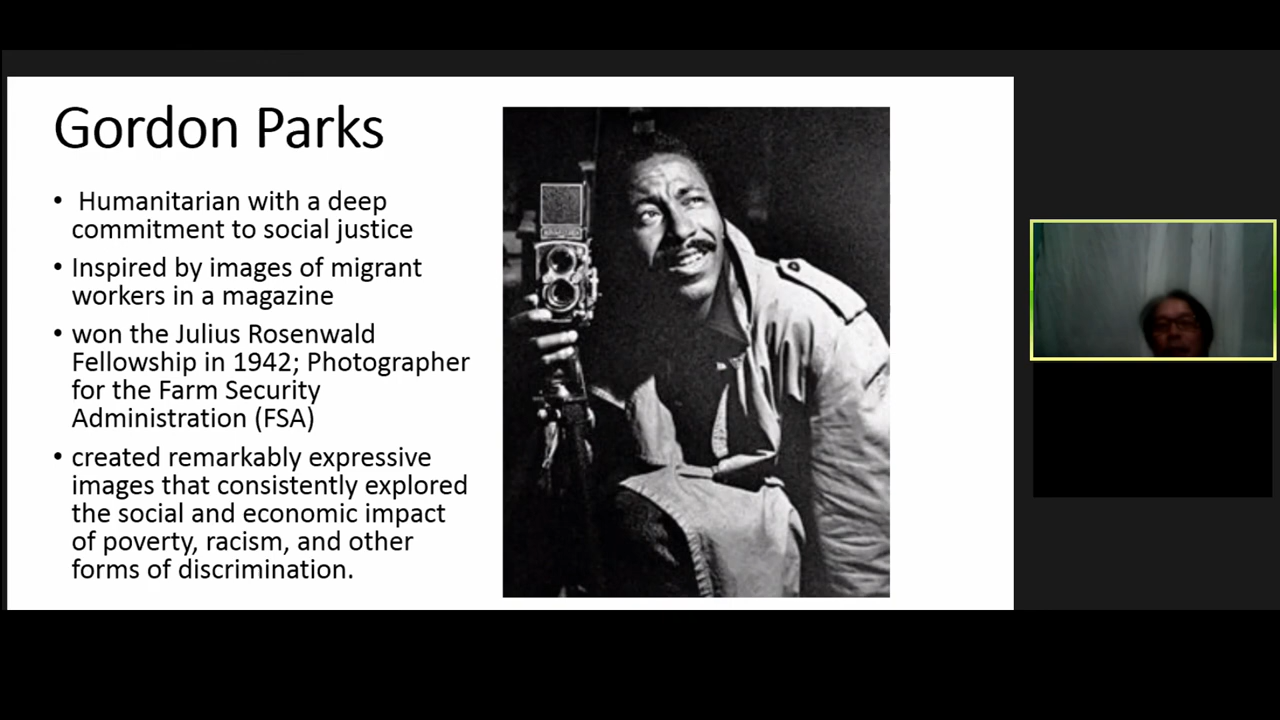 Gordon Parks
• Humanitarian with a deep
commitment to social justice
• Inspired by images of migrant
workers in a magazine
• won the Julius Rosenwald
Fellowship in 1942; Photographer
for the Farm Security
Administration (FSA)
• created remarkably expressive
images that consistently explored
the social and economic impact
of poverty, racism, and other
forms of discrimination.